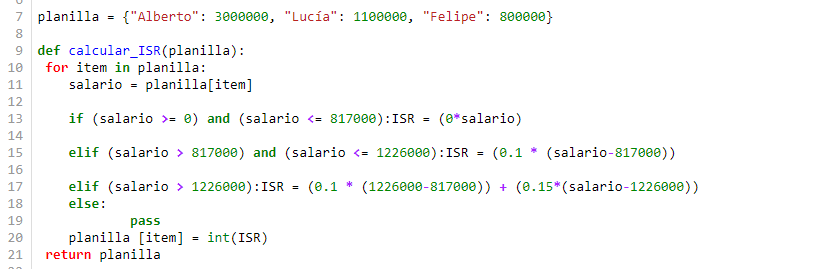 7 planilla = {"Alberto": 3000000, "Lucía": 1100000, "Felipe": 800000}
8
9 def calcular_ISR(planilla):
10  for item in planilla:
11    salario = planilla[item]
12
13    if (salario >= 0) and (salario <= 817000):ISR = (0*salario)
14
15    elif (salario > 817000) and (salario <= 1226000):ISR = (0.1 * (salario-817000))
16
17    elif (salario > 1226000):ISR = (0.1 * (1226000-817000)) + (0.15*(salario-1226000))
18    else:
19            pass
20    planilla [item] = int(ISR)
21  return planilla